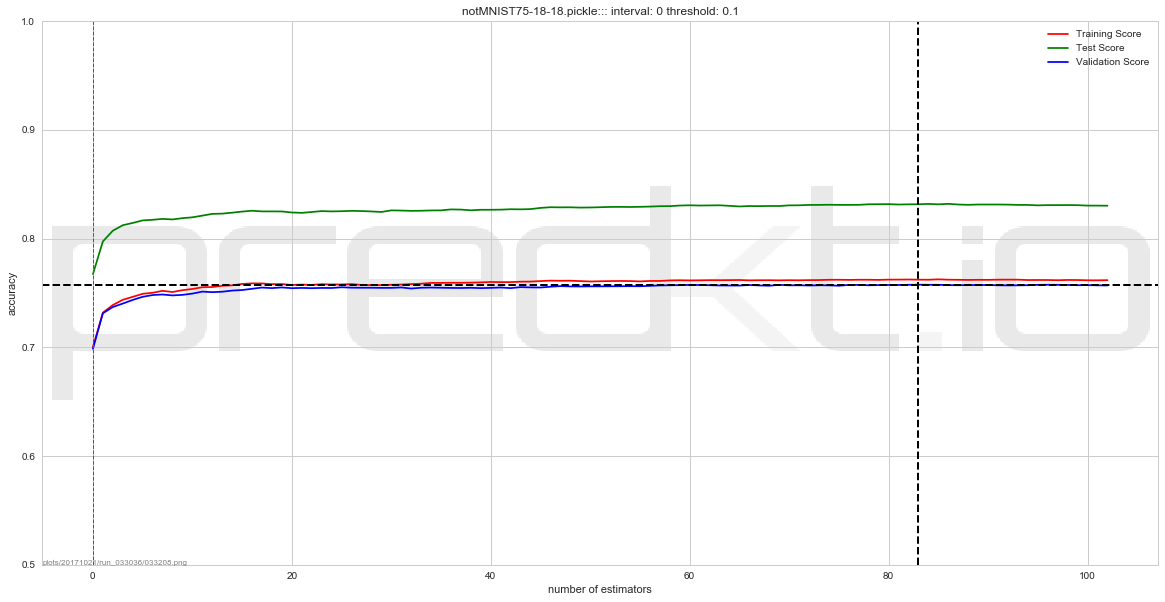 notMNIST75-18-18.pickle::: interval: 0 threshold: 0.1
1.0
Training Score
Test Score
Validation Score
0.9
0.8
predkt.io
accuracy
0.7
0.6
0.5
0
20
40
60
80
100
number of estimators